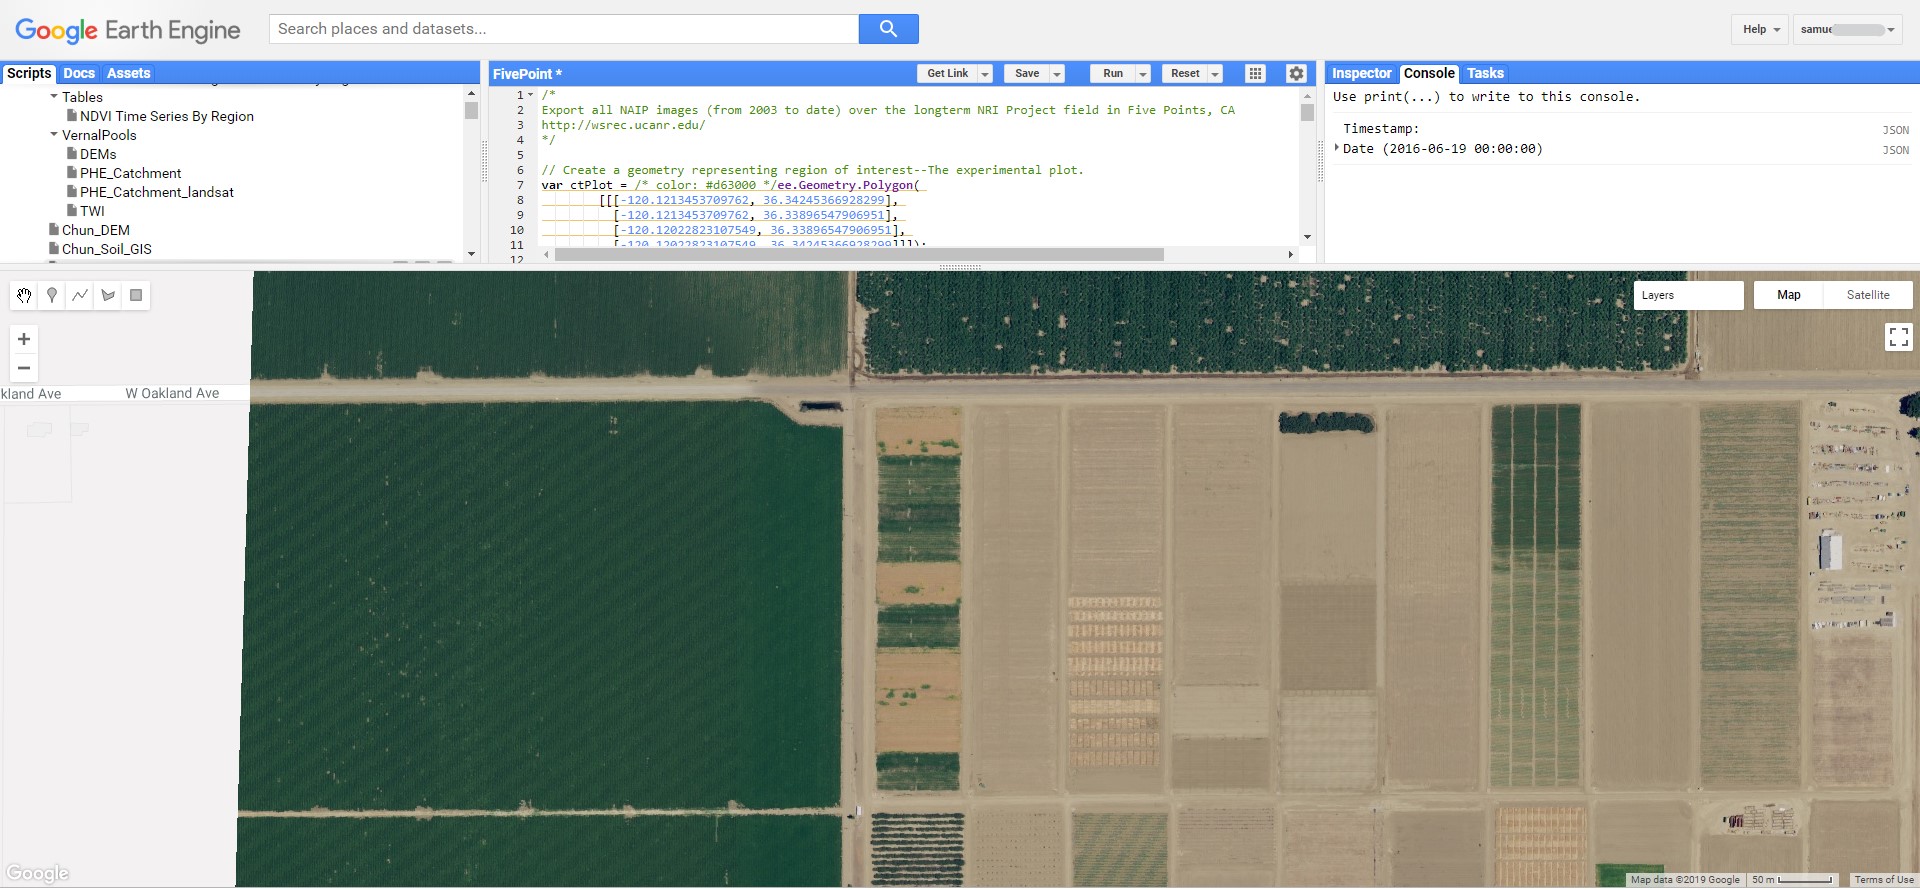 Google Earth Engine
Search places and datasets...
Help
samue
Scripts
Docs
Assets
Tables
NDVI Time Series By Region
VernalPools
DEMs
PHE_Catchment
PHE_Catchment_landsat
TWI
Chun_DEM
Chun_Soil_GIS
FivePoint *
Get Link
Save
Run
Reset
1 /*
2 Export all NAIP images (from 2003 to date) over the longterm NRI Project field in Five Points, CA
3 http://wsrec.ucanr.edu/
4 */
5
6 // Create a geometry representing region of interest--The experimental plot.
7 var ctPlot = /* color: #d63000 */ee.Geometry.Polygon(
8 [[[-120.1213453709762, 36.34245366928299],
9 [-120.1213453709762, 36.33896547906951],
10 [-120.12022823107549, 36.33896547906951],
11 [-120.12022823107549, 36.34245366928299]]]);
12
Inspector
Console
Tasks
Use print(...) to write to this console.
Timestamp:
JSON
Date (2016-06-19 00:00:00)
JSON
Layers
Map
Satellite
kland Ave
W Oakland Ave
Google
Map data ©2019 Google
50 m
Terms of Use